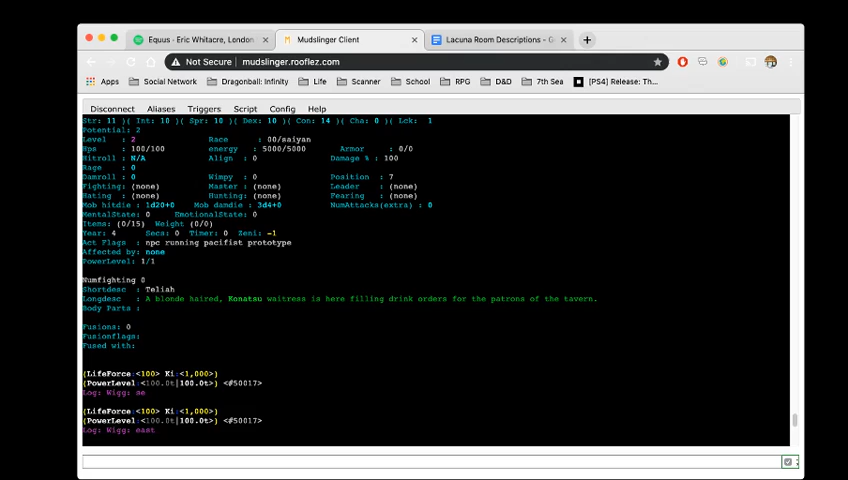 Equus - Eric Whitacre, London
Mudslinger Client
Lacuna Room Descriptions - G
Not Secure | mudslinger.rooflez.com
Apps Social Network Dragonball: Infinity Life Scanner School RPG D&D 7th Sea [PS4] Release: Th...
Disconnect Aliases Triggers Script Config Help
Str: 11 )( Int: 10 )( Spr: 10 )( Dex: 10 )( Con: 14 )( Cha: 0 )( Lck: 1
Potential: 2
Level : 2 Race : 00/saiyan
Hps : 100/100 energy : 5000/5000 Armor : 0/0
Hitroll : N/A Align : 0 Damage % : 100
Rage : 0
Damroll : 0 Wimpy : 0 Position : 7
Fighting: (none) Master : (none) Leader : (none)
Hating : (none) Hunting: (none) Fearing : (none)
Mob hitdie : 1d20+0 Mob damdie : 3d4+0 NumAttacks(extra) : 0
MentalState: 0 EmotionalState: 0
Items: (0/15) Weight (0/0)
Year: 4 Secs: 0 Timer: 0 Zeni: -1
Act Flags : npc running pacifist prototype
Affected by: none
PowerLevel: 1/1
Numfighting 0
Shortdesc : Teliah
Longdesc : A blonde haired, Konatsu waitress is here filling drink orders for the patrons of the tavern.
Body Parts :
Fusions: 0
Fusionflags:
Fused with:
(LifeForce:<100> Ki:<1,000>)
(PowerLevel:<100.0t|100.0t>) <#50017>
Log: Wigg: se
(LifeForce:<100> Ki:<1,000>)
(PowerLevel:<100.0t|100.0t>) <#50017>
Log: Wigg: east